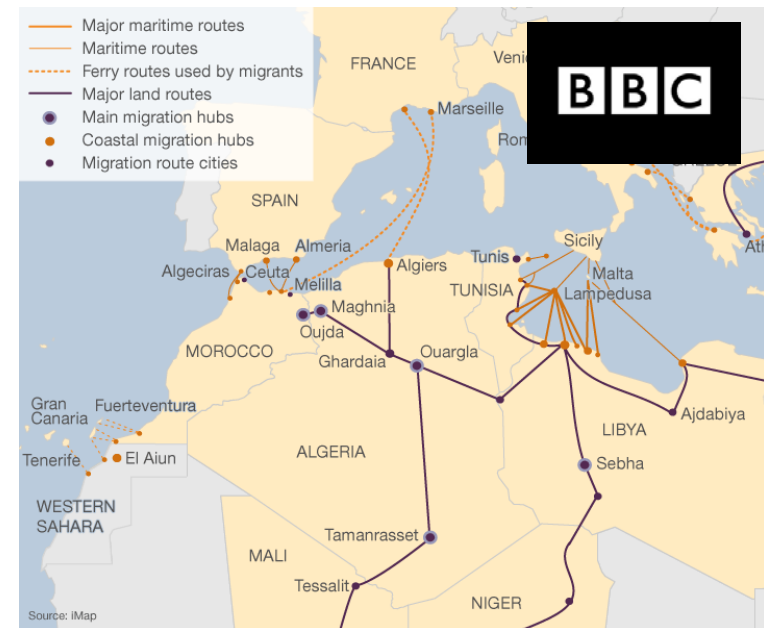 Major maritime routes
Maritime routes
Ferry routes used by migrants
Major land routes
Main migration hubs
Coastal migration hubs
Migration route cities
BBC
FRANCE
Marseille
SPAIN
Malaga
Almeria
Algeciras
Ceuta
Melilla
Algiers
Tunis
Sicily
Malta
TUNISIA
Lampedusa
Maghnia
Oujda
MOROCCO
Ghardaia
Ouargla
Gran
Canaria
Fuerteventura
Ajdabiya
LIBYA
ALGERIA
Tenerife
El Aiun
Sebha
WESTERN
SAHARA
Tamanrasset
MALI
Tessalit
NIGER
Source: iMap